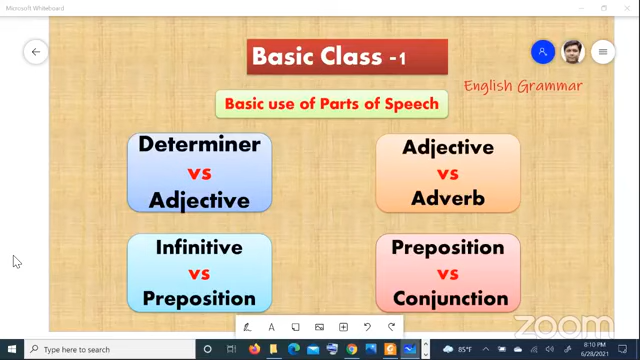 Microsoft Whiteboard
Basic Class -1
English Grammar
Basic use of Parts of Speech
Determiner
vs
Adjective
Adjective
vs
Adverb
Infinitive
vs
Preposition
Preposition
vs
Conjunction
zoom
Type here to search
85°F
8:10 PM
6/28/2021